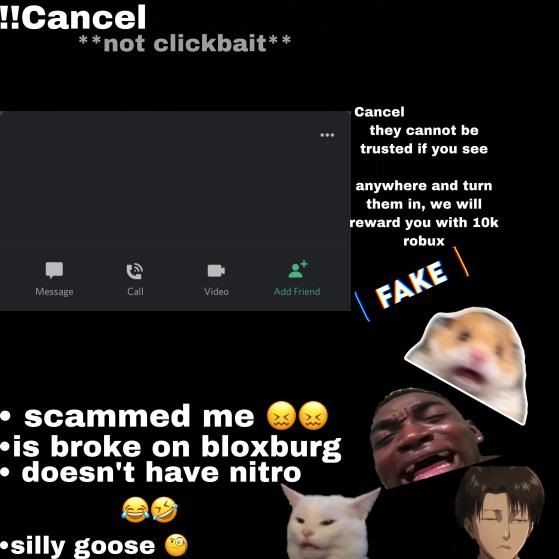 !!Cancel
**not clickbait**
Cancel
they cannot be
trusted if you see
anywhere and turn
them in, we will
reward you with 10k
robux
Message
Call
Video
Add Friend
\ FAKE \
• scammed me 😖😖
•is broke on bloxburg
• doesn't have nitro
😂🤣
•silly goose 🧐